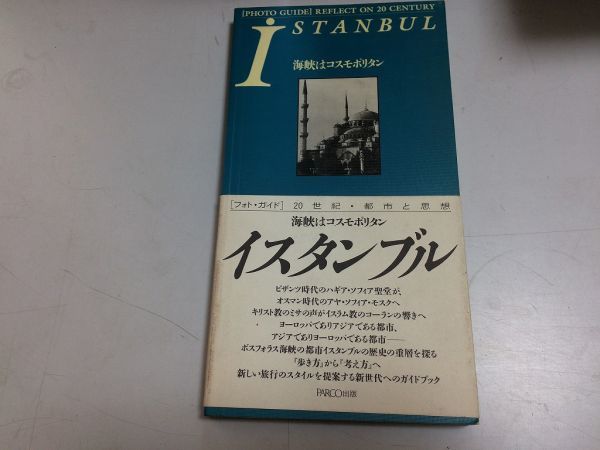 [PHOTO GUIDE] REFLECT ON 20 CENTURY
iSTANBUL
海峡はコスモポリタン
[フォト・ガイド] 20世紀・都市と思想
海峡はコスモポリタン
イスタンブル
ビザンツ時代のハギア・ソフィア聖堂が、
オスマン時代のアヤ・ソフィア・モスクへ
キリスト教のミサの声がイスラム教のコーランの響きへ
ヨーロッパでありアジアである都市、
アジアでありヨーロッパである都市――
ボスフォラス海峡の都市イスタンブルの歴史の重層を探る
「歩き方」から「考え方」へ
新しい旅行のスタイルを提案する新世代へのガイドブック
PARCO出版